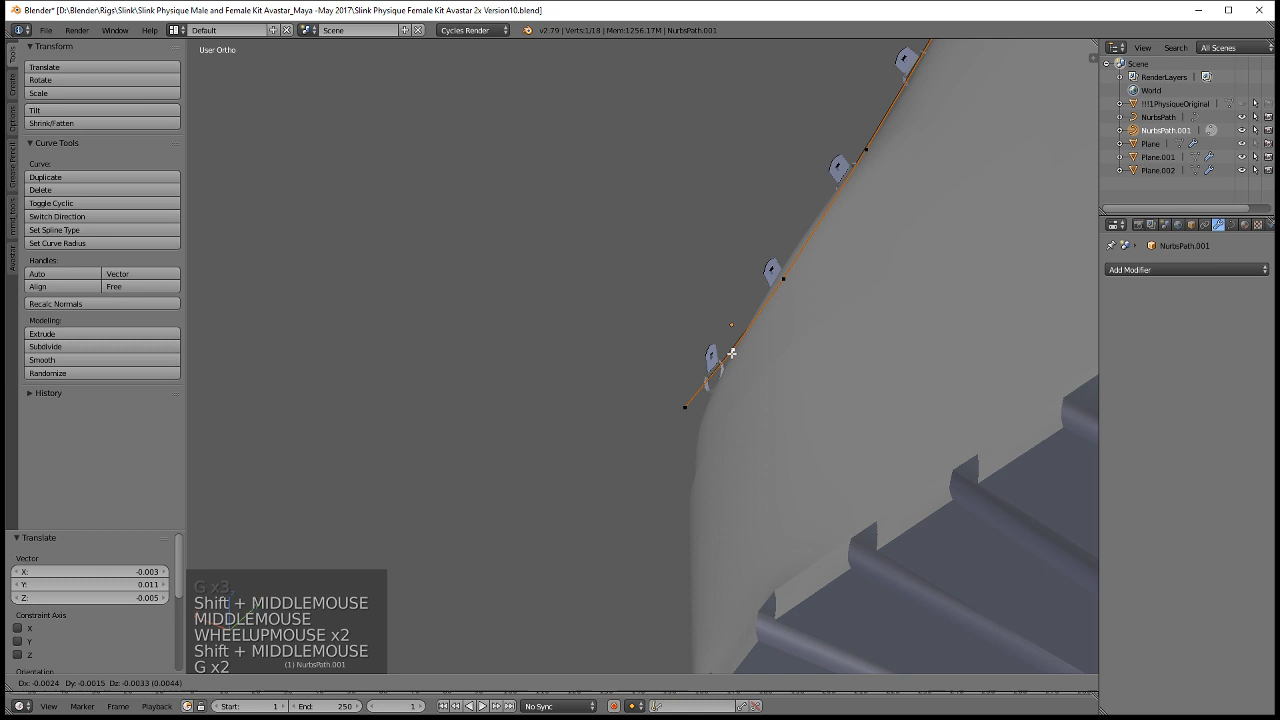 Blender* [D:\Blender\Rigs\Slink\Slink Physique Male and Female Kit Avastar_Maya -May 2017\Slink Physique Female Kit Avastar 2x Version10.blend]
File Render Window Help Default Scene Cycles Render v2.79 | Verts:1/18 | Mem:1256.17M | NurbsPath.001
Tools
Create
Options
Grease Pencil
mmd_tools
Avastar
Transform
Translate
Rotate
Scale
Tilt
Shrink/Fatten
Curve Tools
Curve:
Duplicate
Delete
Toggle Cyclic
Switch Direction
Set Spline Type
Set Curve Radius
Handles:
Auto Vector
Align Free
Recalc Normals
Modeling:
Extrude
Subdivide
Smooth
Randomize
History
Translate
Vector
X: -0.003
Y: 0.011
Z: -0.005
Constraint Axis
X
Y
Z
Orientation
User Ortho
G x3
Shift + MIDDLEMOUSE
MIDDLEMOUSE
WHEELUPMOUSE x2
Shift + MIDDLEMOUSE
G x2
(1) NurbsPath.001
View Search All Scenes
Scene
RenderLayers
World
!!!1PhysiqueOriginal
NurbsPath
NurbsPath.001
Plane
Plane.001
Plane.002
NurbsPath.001
Add Modifier
Dx: -0.0024 Dy: -0.0015 Dz: -0.0033 (0.0044)
View Marker Frame Playback Start: 1 End: 250 1 No Sync